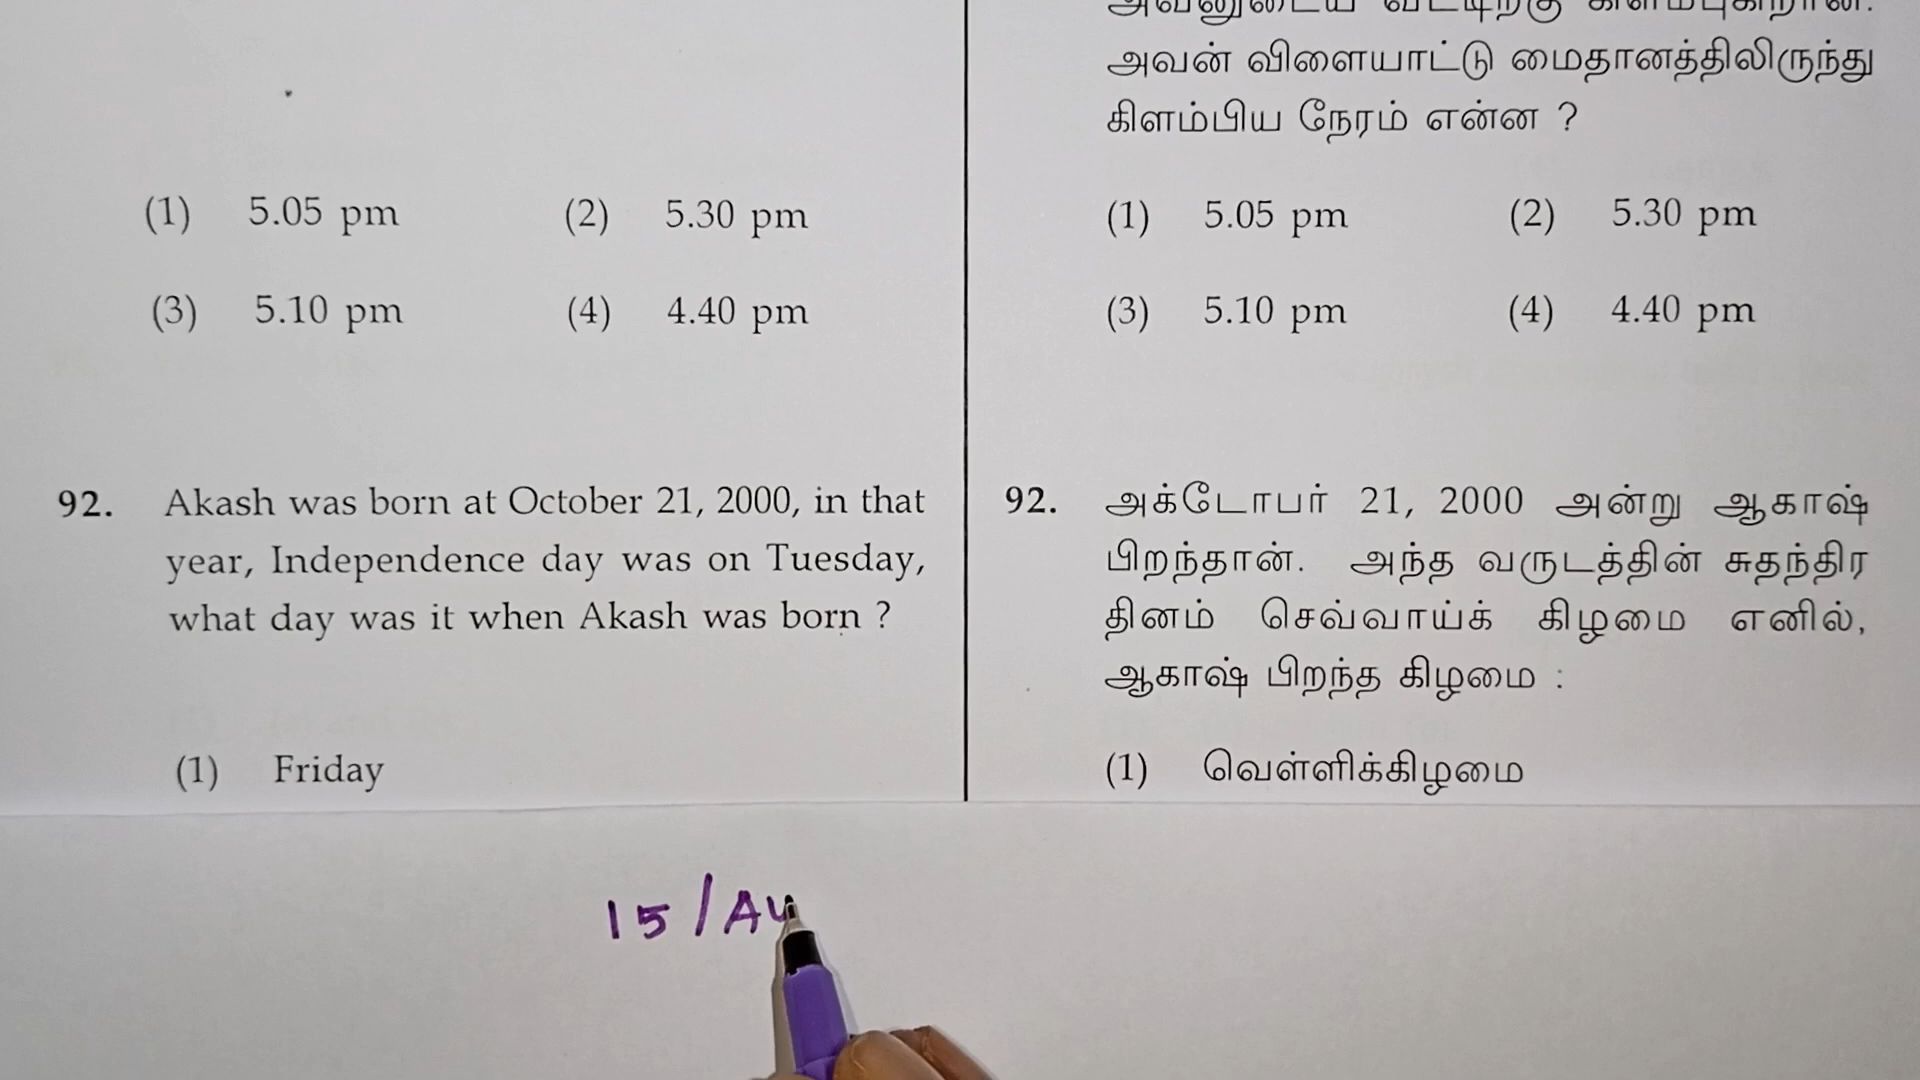 (1) 5.05 pm (2) 5.30 pm
(3) 5.10 pm (4) 4.40 pm
92. Akash was born at October 21, 2000, in that
year, Independence day was on Tuesday,
what day was it when Akash was born ?
(1) Friday
அவனுடைய வீட்டிற்கு கிளம்புகிறான்.
அவன் விளையாட்டு மைதானத்திலிருந்து
கிளம்பிய நேரம் என்ன ?
(1) 5.05 pm (2) 5.30 pm
(3) 5.10 pm (4) 4.40 pm
92. அக்டோபர் 21, 2000 அன்று ஆகாஷ்
பிறந்தான். அந்த வருடத்தின் சுதந்திர
தினம் செவ்வாய்க் கிழமை எனில்,
ஆகாஷ் பிறந்த கிழமை :
(1) வெள்ளிக்கிழமை
15/Au